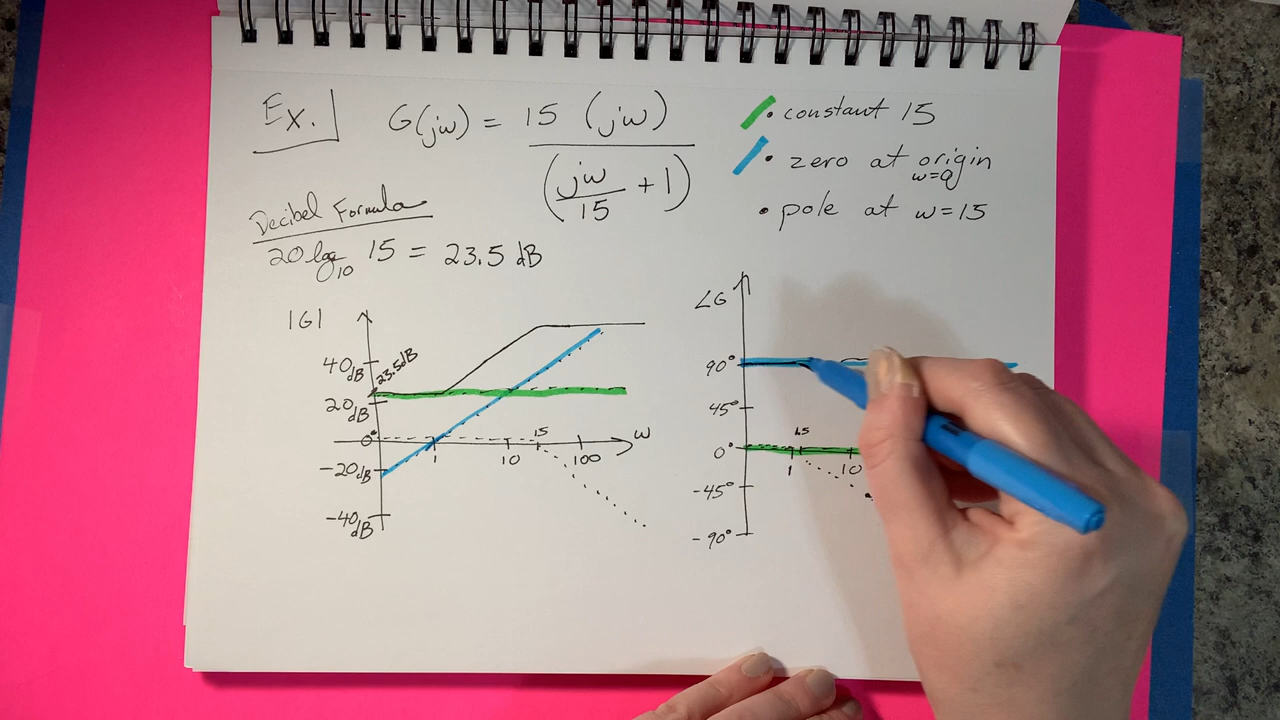 Ex.
G(jω) = 15 (jω)
(jω/15 + 1)
• constant 15
• zero at origin
ω=0
• pole at ω=15
Decibel Formula
20 log10 15 = 23.5 dB
|G|
40dB
23.5dB
20dB
0°
-20dB
-40dB
1
10
15
100
ω
∠G
90°
45°
0°
-45°
-90°
1
1.5
10